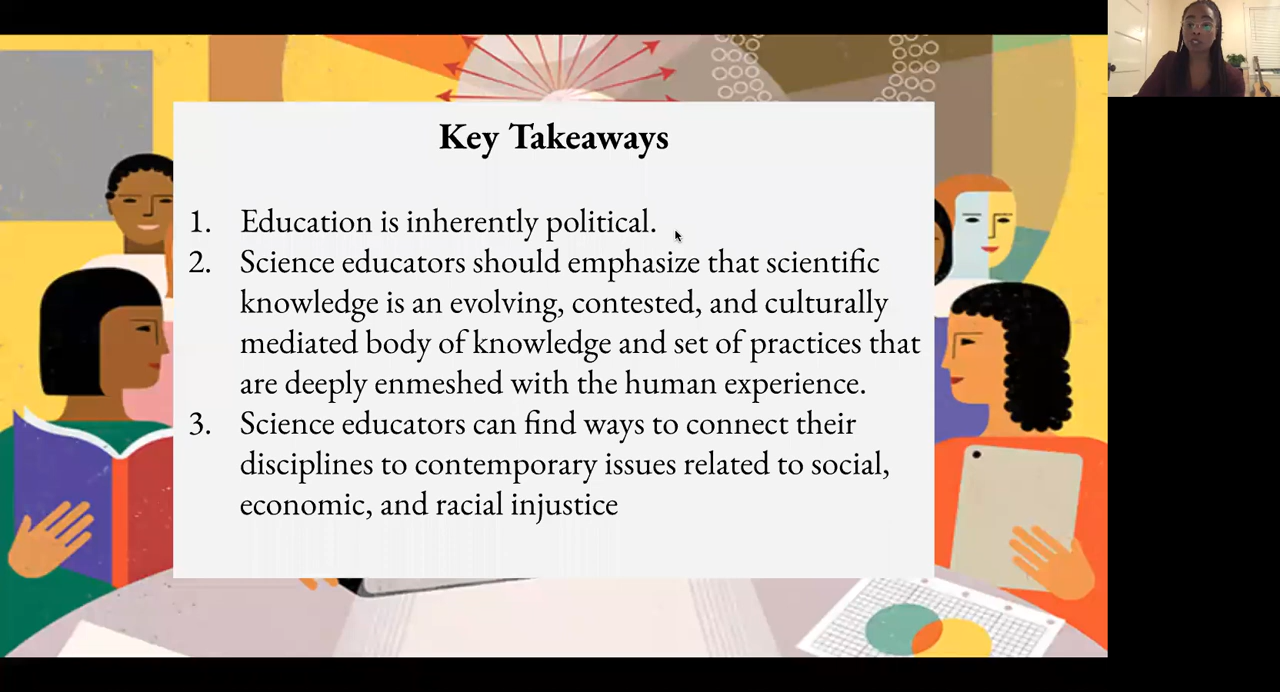 Key Takeaways
1. Education is inherently political.
2. Science educators should emphasize that scientific
knowledge is an evolving, contested, and culturally
mediated body of knowledge and set of practices that
are deeply enmeshed with the human experience.
3. Science educators can find ways to connect their
disciplines to contemporary issues related to social,
economic, and racial injustice